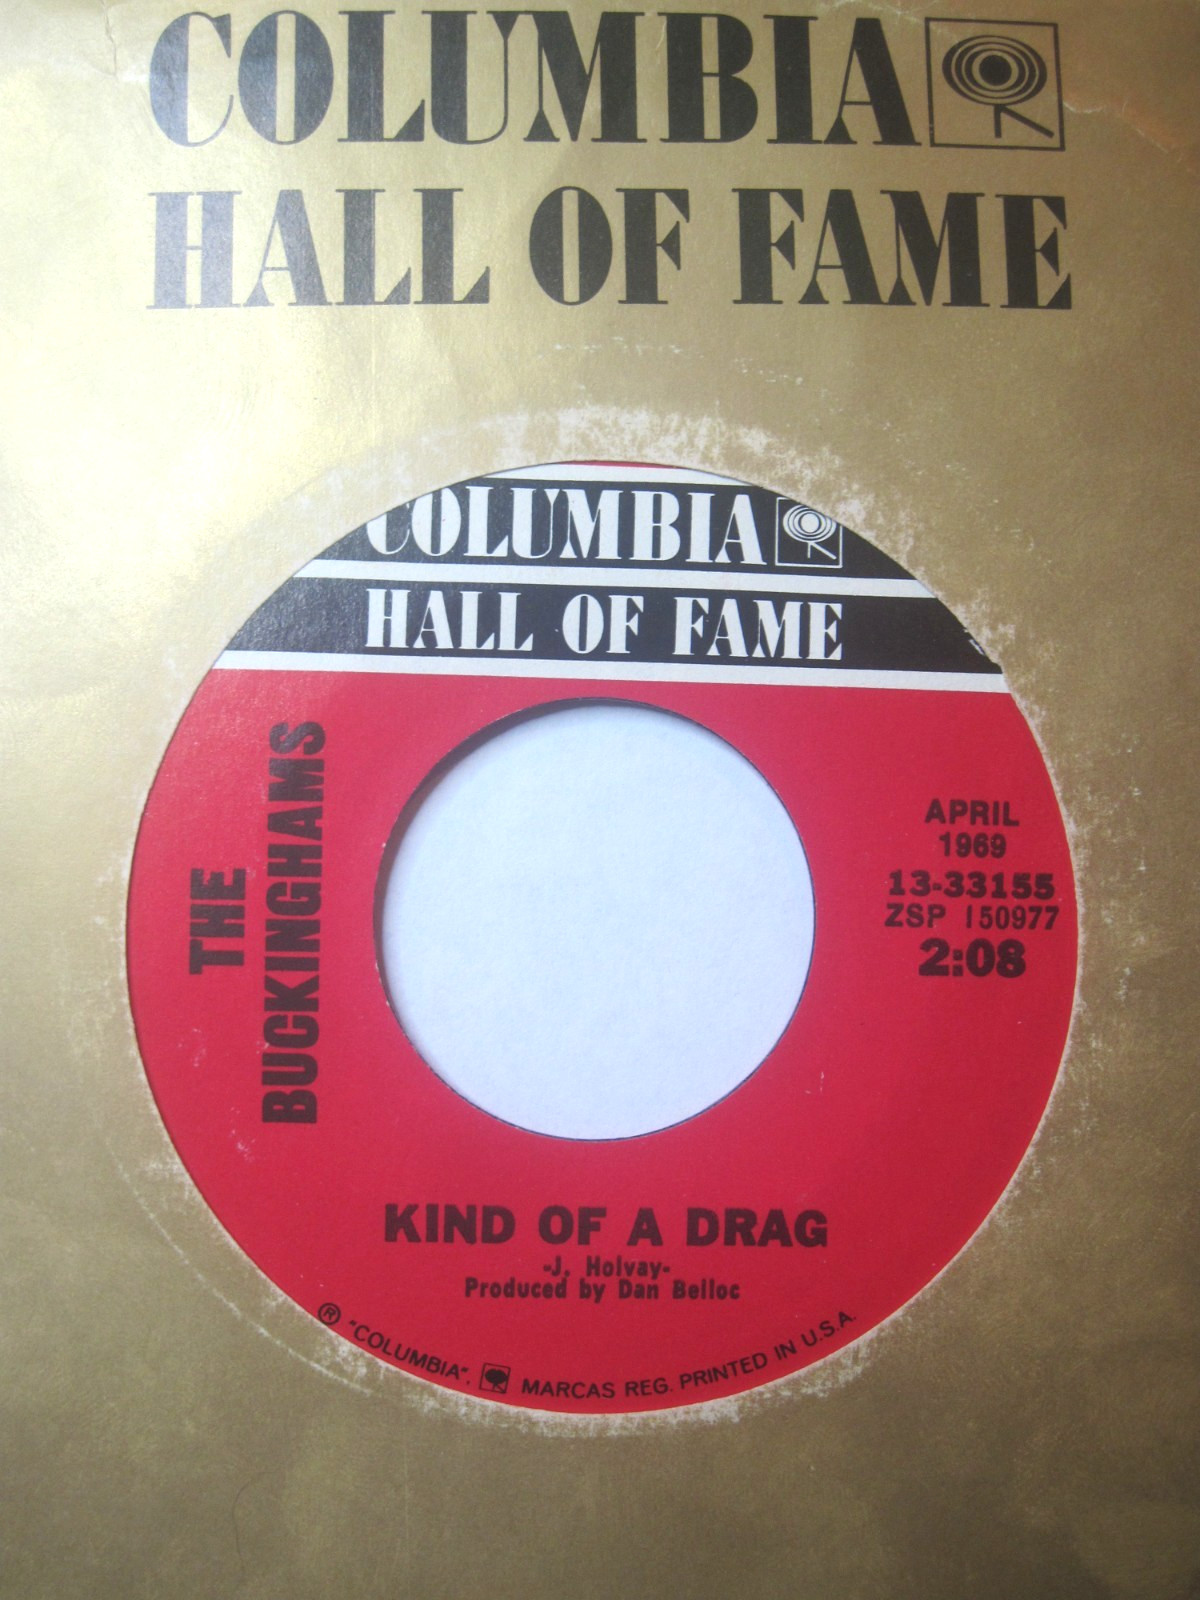 COLUMBIA
HALL OF FAME
COLUMBIA
HALL OF FAME
THE
BUCKINGHAMS
APRIL
1969
13-33155
ZSP 150977
2:08
KIND OF A DRAG
-J. Holvay-
Produced by Dan Belloc
® "COLUMBIA", MARCAS REG. PRINTED IN U.S.A.